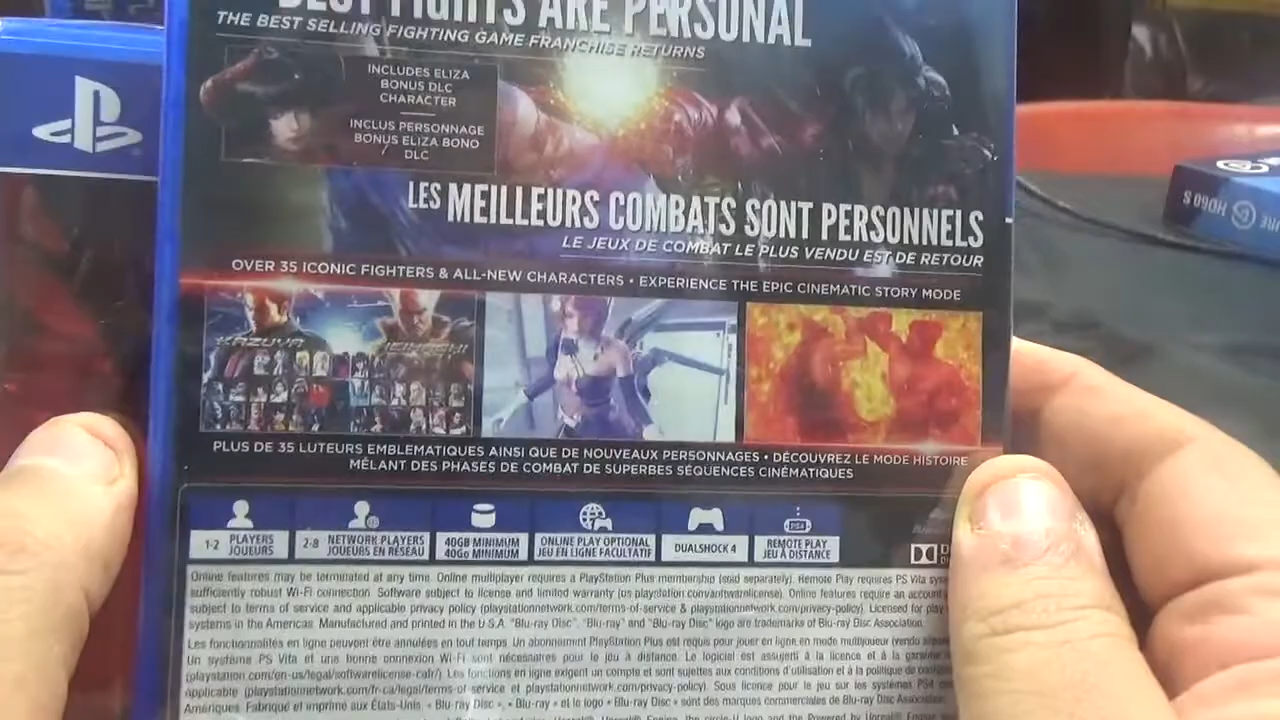 BEST FIGHTS ARE PERSONAL
THE BEST SELLING FIGHTING GAME FRANCHISE RETURNS
INCLUDES ELIZA
BONUS DLC
CHARACTER
INCLUS PERSONNAGE
BONUS ELIZA BONO
DLC
LES MEILLEURS COMBATS SONT PERSONNELS
LE JEUX DE COMBAT LE PLUS VENDU EST DE RETOUR
OVER 35 ICONIC FIGHTERS & ALL-NEW CHARACTERS • EXPERIENCE THE EPIC CINEMATIC STORY MODE
KAZUYA HEIHACHI
PLUS DE 35 LUTEURS EMBLEMATIQUES AINSI QUE DE NOUVEAUX PERSONNAGES • DÉCOUVREZ LE MODE HISTOIRE
MÊLANT DES PHASES DE COMBAT DE SUPERBES SÉQUENCES CINÉMATIQUES
1-2 PLAYERS
JOUEURS
2-8 NETWORK PLAYERS
JOUEURS EN RÉSEAU
40GB MINIMUM
40Go MINIMUM
ONLINE PLAY OPTIONAL
JEU EN LIGNE FACULTATIF
DUALSHOCK 4
PS4
REMOTE PLAY
JEU À DISTANCE
Online features may be terminated at any time. Online multiplayer requires a PlayStation Plus membership (sold separately). Remote Play requires PS Vita
sufficiently robust Wi-Fi connection. Software subject to license and limited warranty (us.playstation.com/softwarelicense). Online features require an account
subject to terms of service and applicable privacy policy (playstationnetwork.com/terms-of-service & playstationnetwork.com/privacy-policy). Licensed for play
systems in the Americas. Manufactured and printed in the U.S.A. "Blu-ray Disc", "Blu-ray" and "Blu-ray Disc" logo are trademarks of Blu-ray Disc Association.
Les fonctionnalités en ligne peuvent être annulées en tout temps. Un abonnement PlayStation Plus est requis pour jouer en ligne en mode multijoueur (vendu
Un système PS Vita et une bonne connexion Wi-Fi sont nécessaires pour le jeu à distance. Le logiciel est assujetti à la licence et à la
(playstation.com/en-us/legal/softwarelicense-cafr/). Les fonctions en ligne exigent un compte et sont sujettes aux conditions d'utilisation et à la politique de
applicable (playstationnetwork.com/fr-ca/legal/terms-of-service et playstationnetwork.com/privacy-policy). Sous licence pour le jeu sur les systèmes PS4
Amériques. Fabriqué et imprimé aux États-Unis. « Blu-ray Disc », « Blu-ray » et le logo « Blu-ray Disc » sont des marques commerciales de Blu-ray Disc
HD60 S